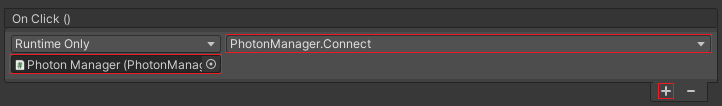 On Click ()
Runtime Only
PhotonManager.Connect
Photon Manager (PhotonManag